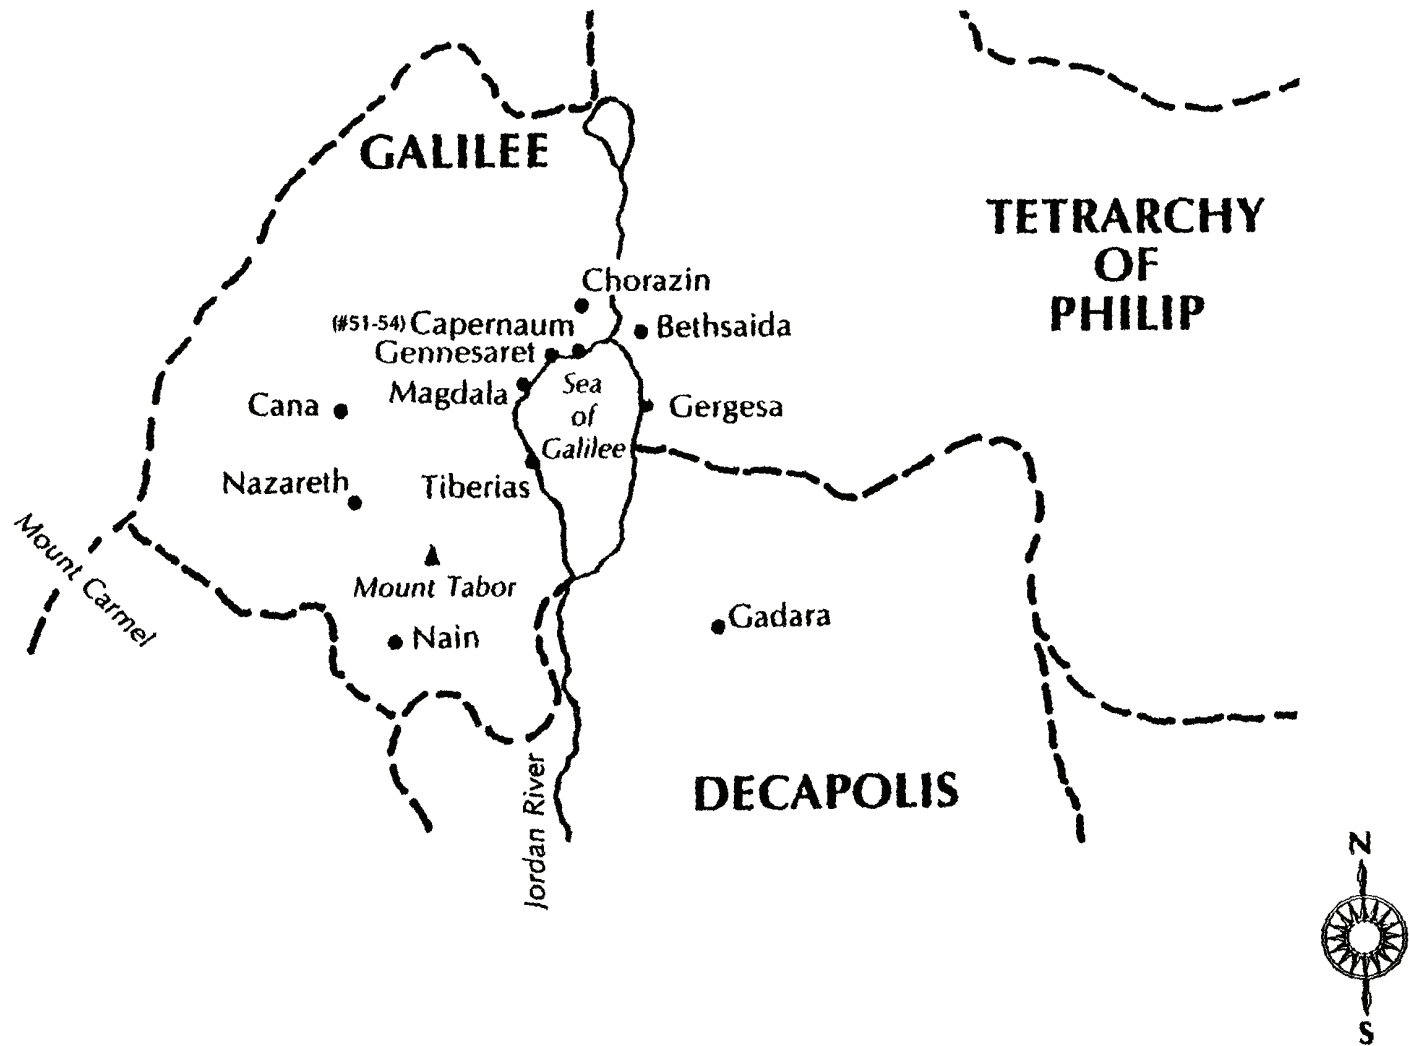 GALILEE
TETRARCHY
OF
PHILIP
Chorazin
(#51-54) Capernaum
Bethsaida
Gennesaret
Magdala
Sea
of
Galilee
Cana
Gergesa
Nazareth
Tiberias
Mount Carmel
Mount Tabor
Gadara
Nain
Jordan River
DECAPOLIS
N
S